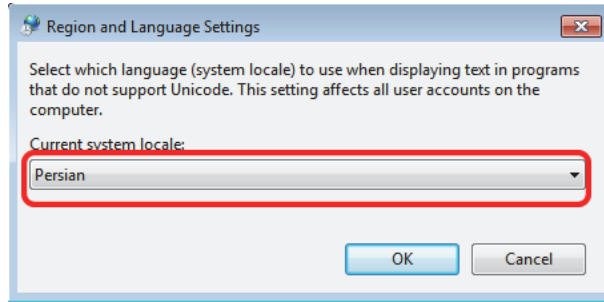 Region and Language Settings
Select which language (system locale) to use when displaying text in programs
that do not support Unicode. This setting affects all user accounts on the
computer.
Current system locale:
Persian
OK
Cancel